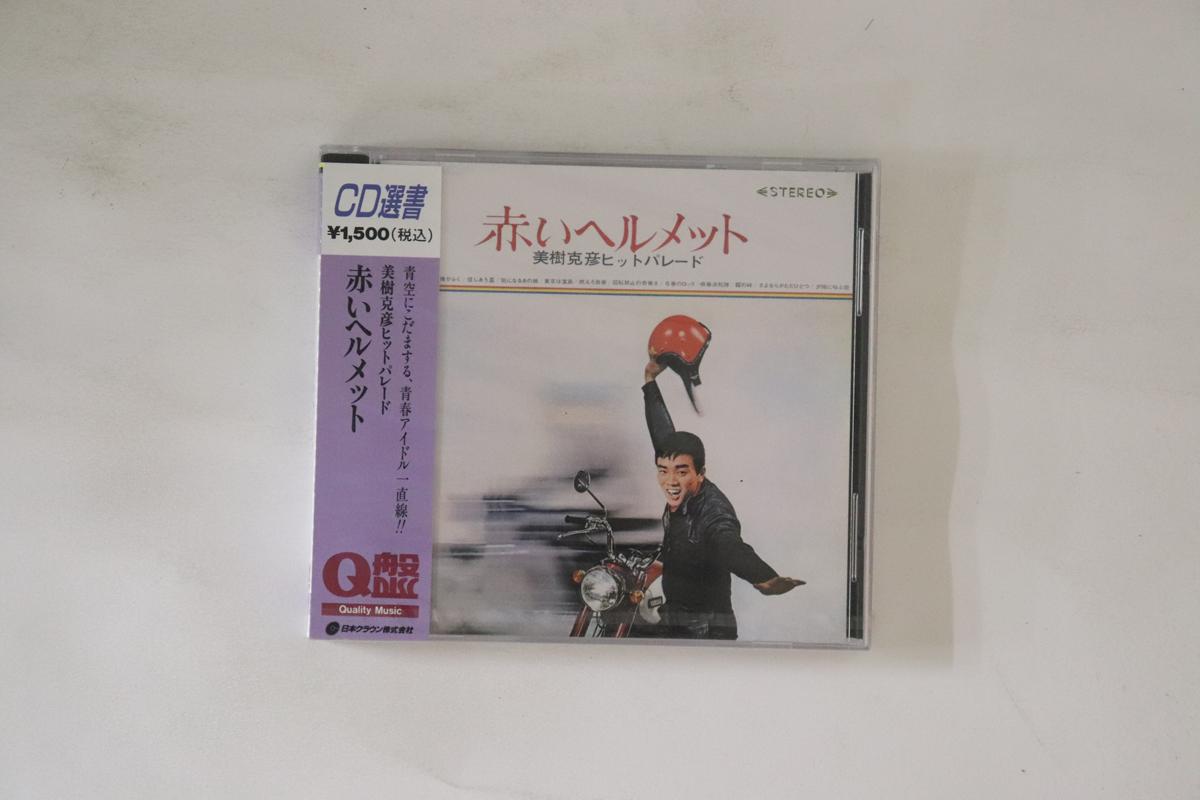 CD選書
¥1,500(税込)
青空にこだまする、青春アイドル一直線!!
美樹克彦ヒットパレード
赤いヘルメット
Q盤
DISC
Quality Music
日本クラウン株式会社
STEREO
赤いヘルメット
美樹克彦ヒットパレード